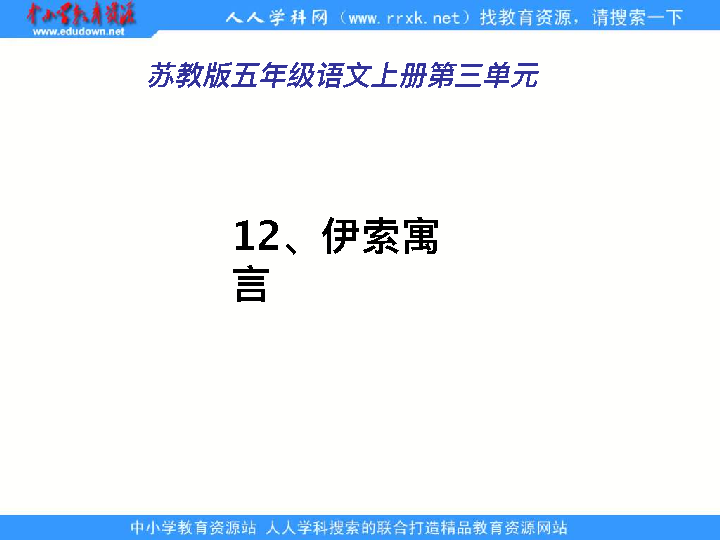 中小学教育资源
www.edudown.net
人人学科网（www.rrxk.net）找教育资源，请搜索一下
苏教版五年级语文上册第三单元
12、伊索寓
言
中小学教育资源站 人人学科搜索的联合打造精品教育资源网站